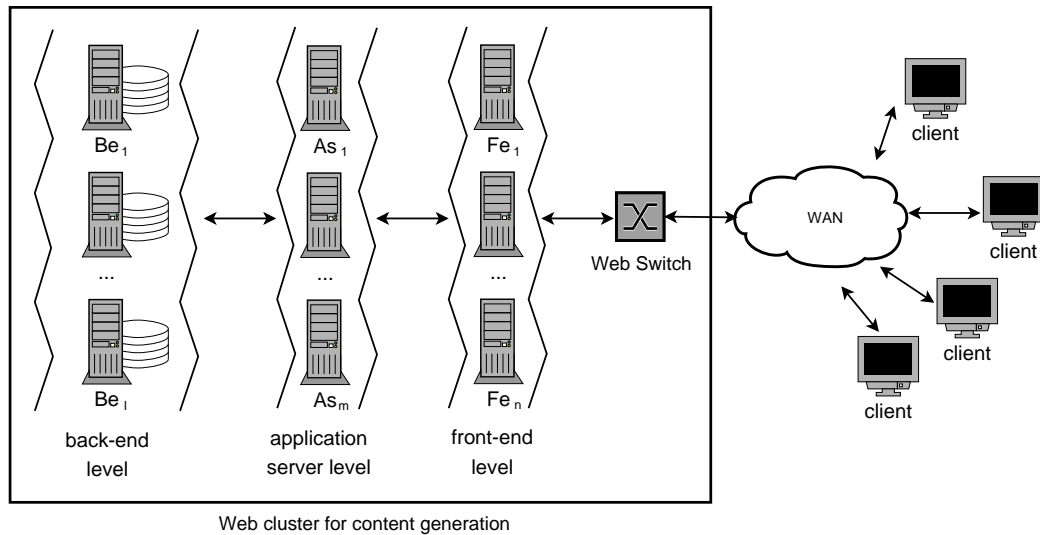 Be 1
As 1
Fe 1
client
WAN
client
Web Switch
...
...
...
client
Be l
As m
Fe n
client
back-end
level
application
server level
front-end
level
Web cluster for content generation